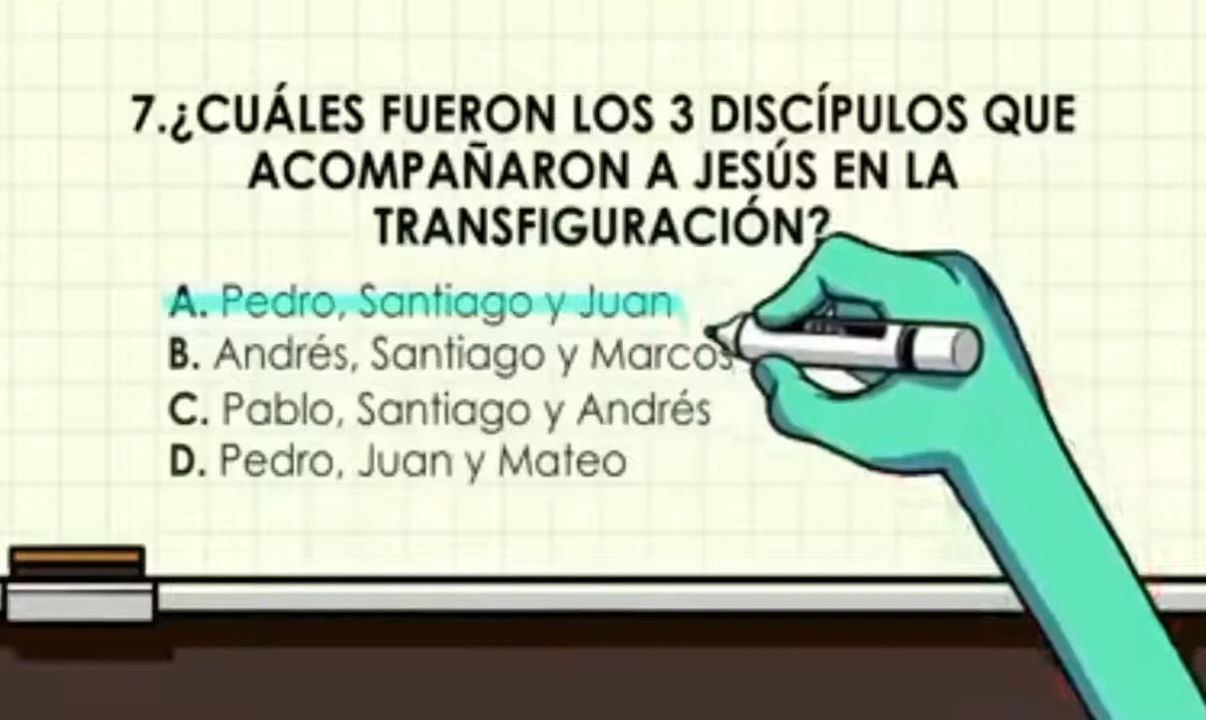 7.¿CUÁLES FUERON LOS 3 DISCÍPULOS QUE
ACOMPAÑARON A JESÚS EN LA
TRANSFIGURACIÓN?
A. Pedro, Santiago y Juan
B. Andrés, Santiago y Marcos
C. Pablo, Santiago y Andrés
D. Pedro, Juan y Mateo